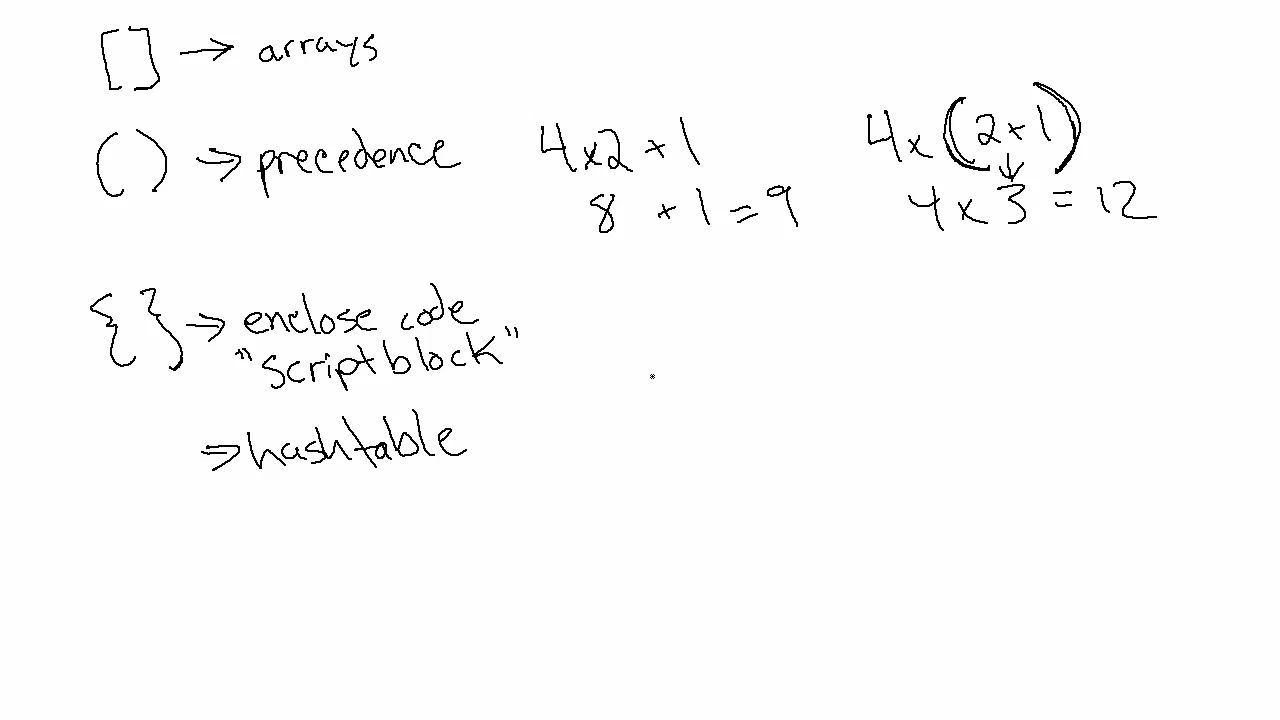 [] → arrays
() → precedence
4x2 + 1
8 + 1 = 9
4x (2+1)
↓
4 x 3 = 12
{ } → enclose code
"scriptblock"
⇒ hashtable